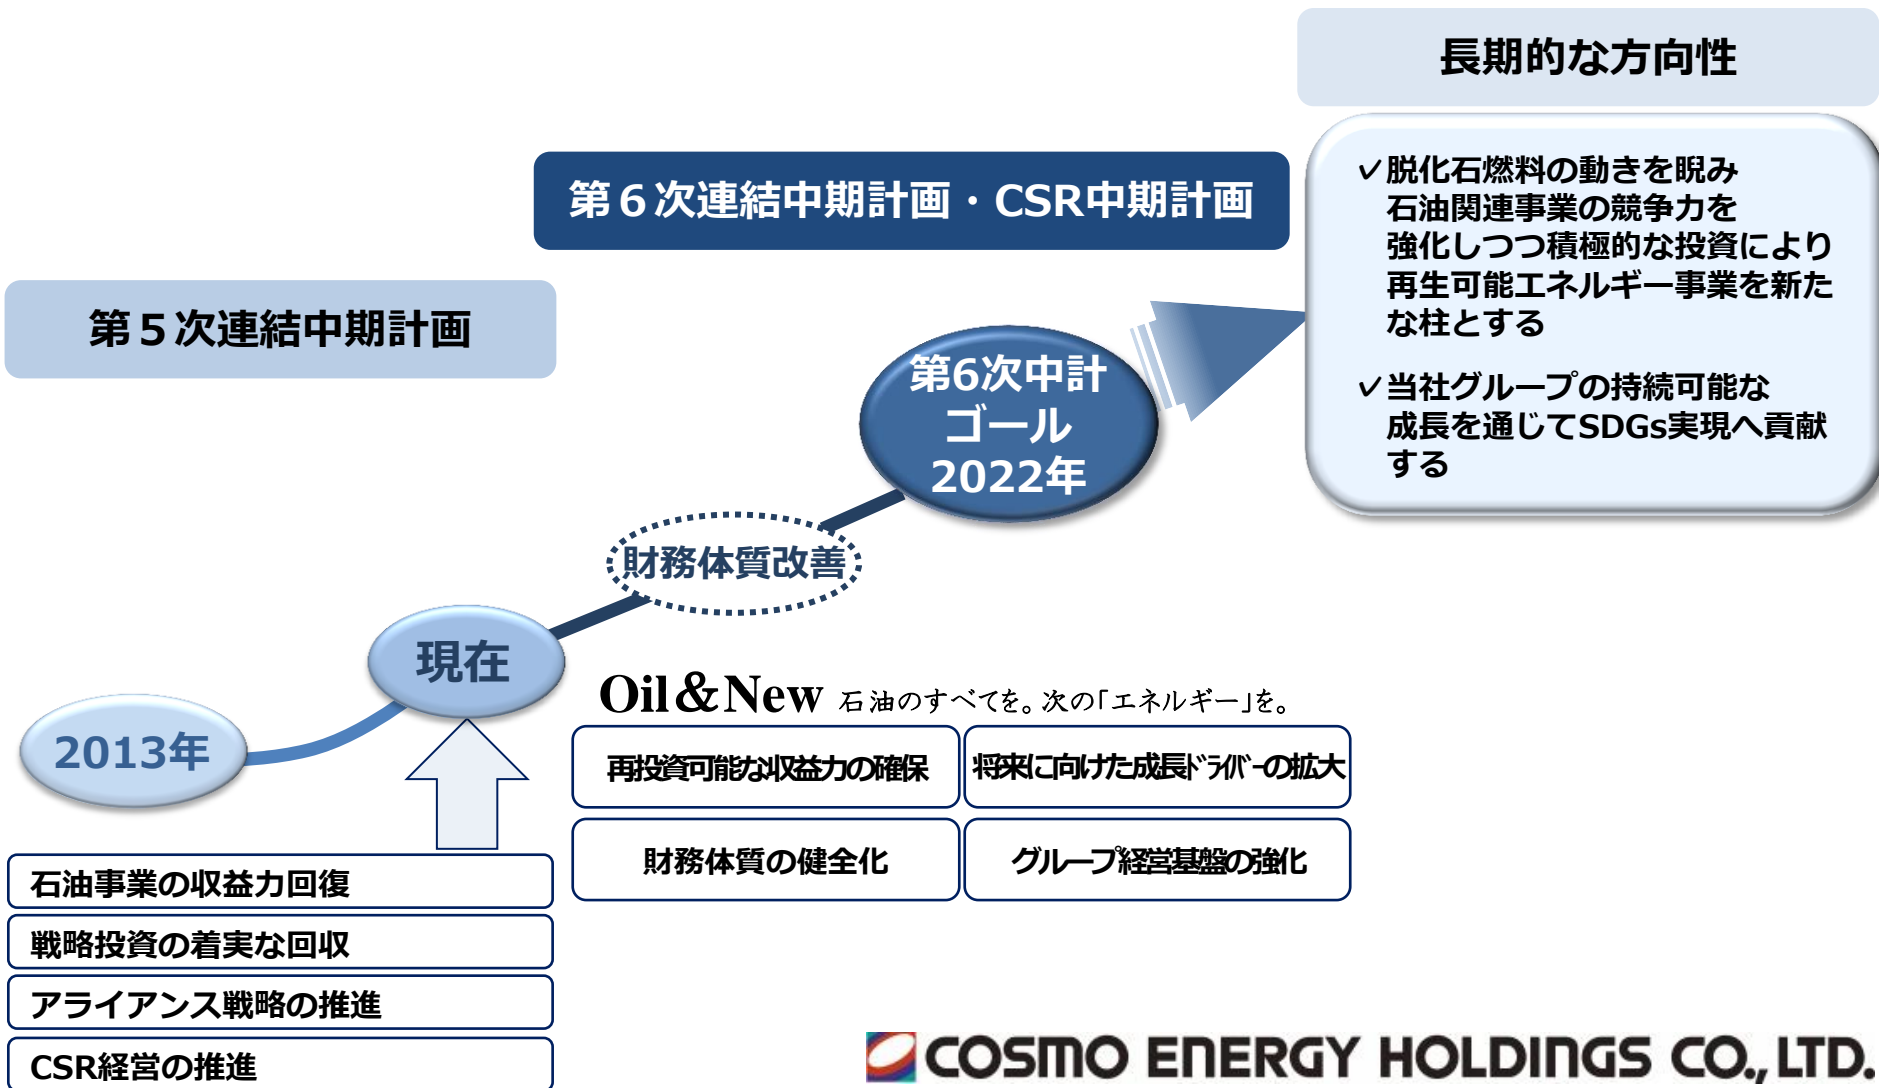 長期的な方向性
✓脱化石燃料の動きを睨み
石油関連事業の競争力を
強化しつつ積極的な投資により
再生可能エネルギー事業を新た
な柱とする
✓当社グループの持続可能な
成長を通じてSDGs実現へ貢献
する
第６次連結中期計画・CSR中期計画
第５次連結中期計画
第6次中計
ゴール
2022年
財務体質改善
現在
2013年
Oil&New 石油のすべてを。次の「エネルギー」を。
再投資可能な収益力の確保
将来に向けた成長ﾄﾞﾗｲﾊﾞｰの拡大
財務体質の健全化
グループ経営基盤の強化
石油事業の収益力回復
戦略投資の着実な回収
アライアンス戦略の推進
CSR経営の推進
COSMO ENERGY HOLDINGS CO., LTD.